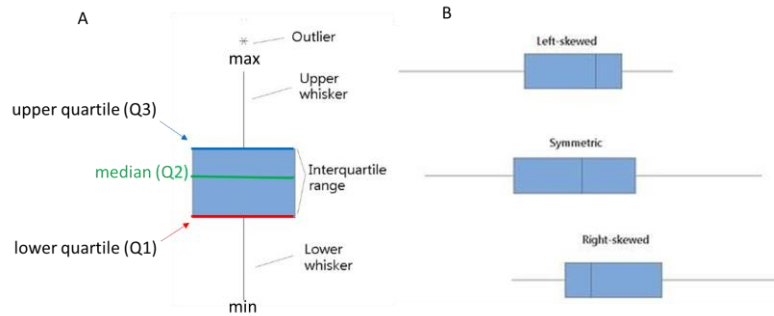 A
Outlier
max
Upper
whisker
upper quartile (Q3)
median (Q2)
Interquartile
range
lower quartile (Q1)
Lower
whisker
min
B
Left-skewed
Symmetric
Right-skewed